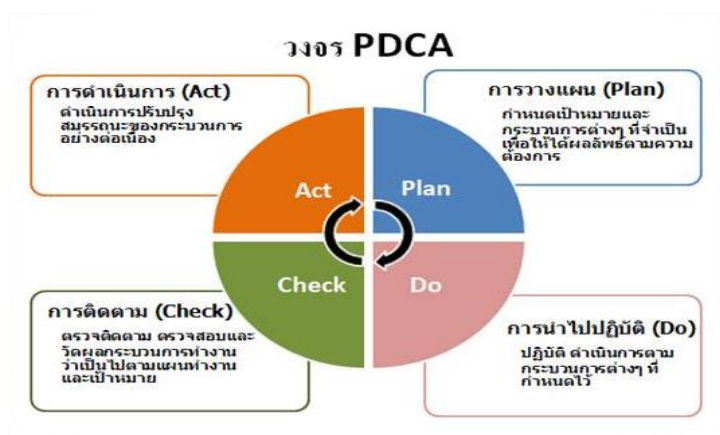 วงจร PDCA
การดำเนินการ (Act)
ดำเนินการปรับปรุง
สมรรถนะของกระบวนการ
อย่างต่อเนื่อง
การวางแผน (Plan)
กำหนดเป้าหมายและ
กระบวนการต่างๆ ที่จำเป็น
เพื่อให้ได้ผลลัพธ์ตามความ
ต้องการ
Act
Plan
Check
Do
การติดตาม (Check)
ตรวจติดตาม ตรวจสอบและ
วัดผลกระบวนการทำงาน
ว่าเป็นไปตามแผนทำงาน
และเป้าหมาย
การนำไปปฏิบัติ (Do)
ปฏิบัติ ดำเนินการตาม
กระบวนการต่างๆ ที่
กำหนดไว้